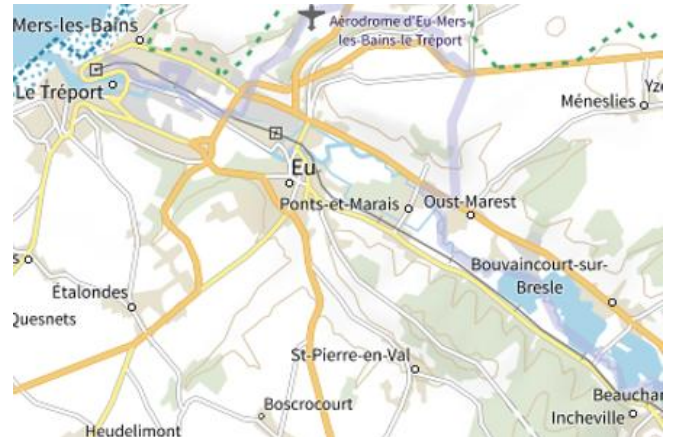 Mers-les-Bains
Aérodrome d'Eu-Mers-
les-Bains-le Tréport
Le Tréport
Méneslies
Eu
Ponts-et-Marais
Oust-Marest
Bouvaincourt-sur-
Bresle
Étalondes
Quesnets
St-Pierre-en-Val
Boscrocourt
Beauchar
Incheville
Heudelimont